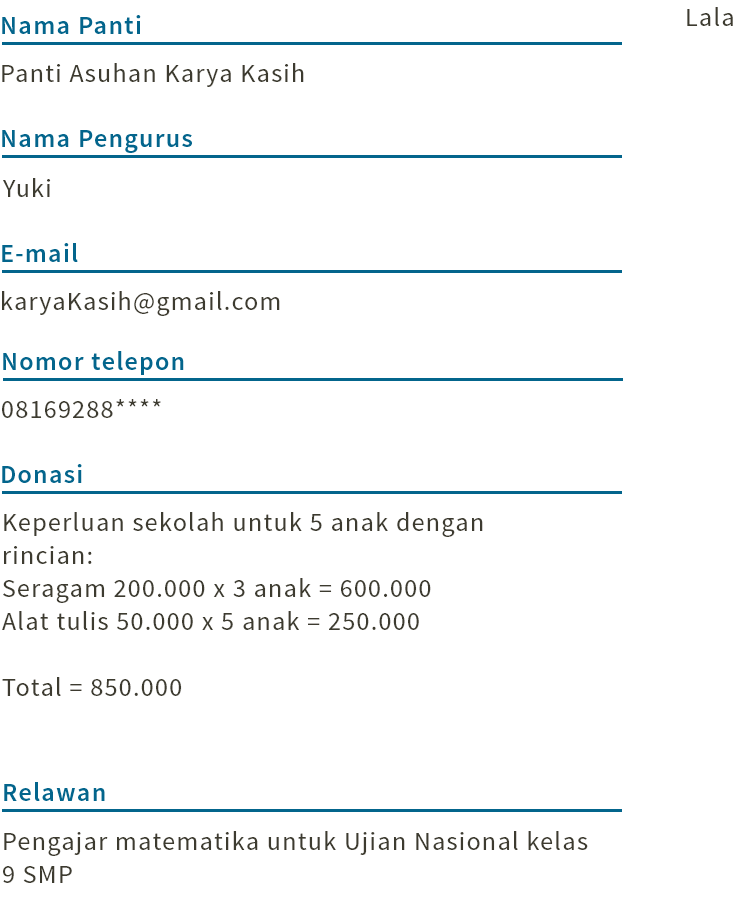 Nama Panti
Lala
Panti Asuhan Karya Kasih
Nama Pengurus
Yuki
E-mail
karyaKasih@gmail.com
Nomor telepon
08169288****
Donasi
Keperluan sekolah untuk 5 anak dengan
rincian:
Seragam 200.000 x 3 anak = 600.000
Alat tulis 50.000 x 5 anak = 250.000
Total = 850.000
Relawan
Pengajar matematika untuk Ujian Nasional kelas
9 SMP